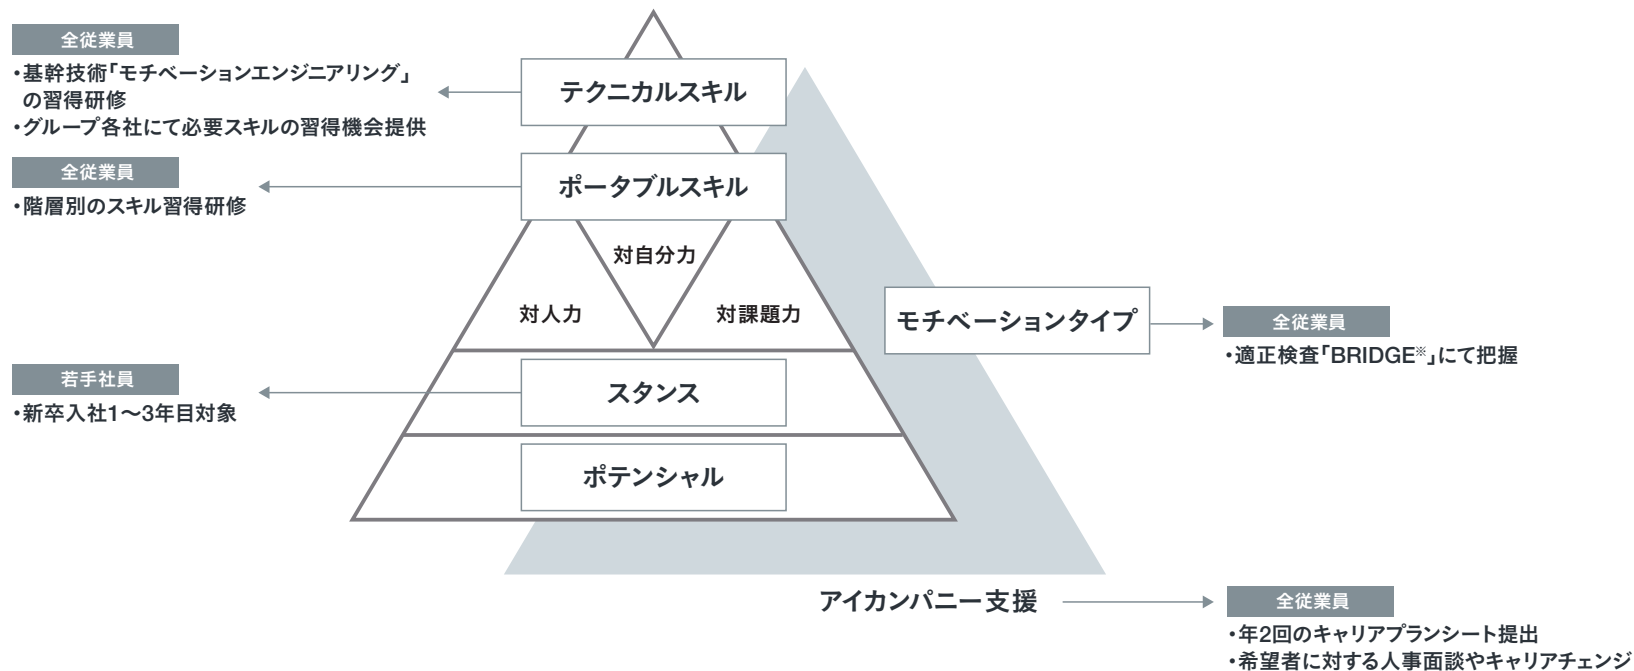 全従業員
・基幹技術「モチベーションエンジニアリング」
の習得研修
・グループ各社にて必要スキルの習得機会提供
全従業員
・階層別のスキル習得研修
若手社員
・新卒入社1〜3年目対象
テクニカルスキル
ポータブルスキル
対自分力
対人力
対課題力
スタンス
ポテンシャル
モチベーションタイプ
全従業員
・適正検査「BRIDGE※」にて把握
アイカンパニー支援
全従業員
・年2回のキャリアプランシート提出
・希望者に対する人事面談やキャリアチェンジ